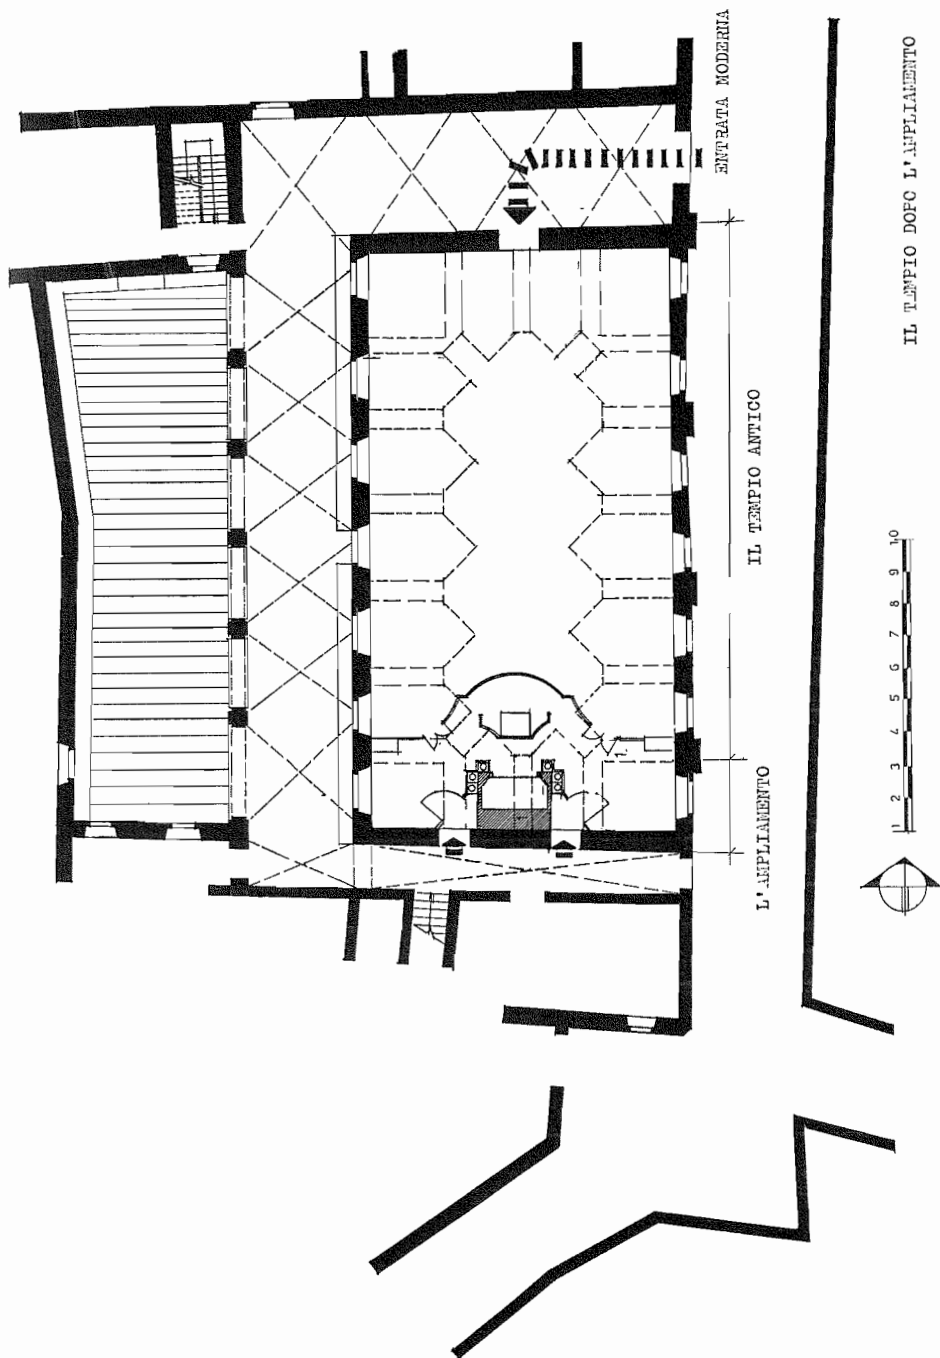 ENTRATA MODERNA
IL TEMPIO ANTICO
L'AMPLIAMENTO
1 2 3 4 5 6 7 8 9 10
IL TEMPIO DOPO L'AMPLIAMENTO